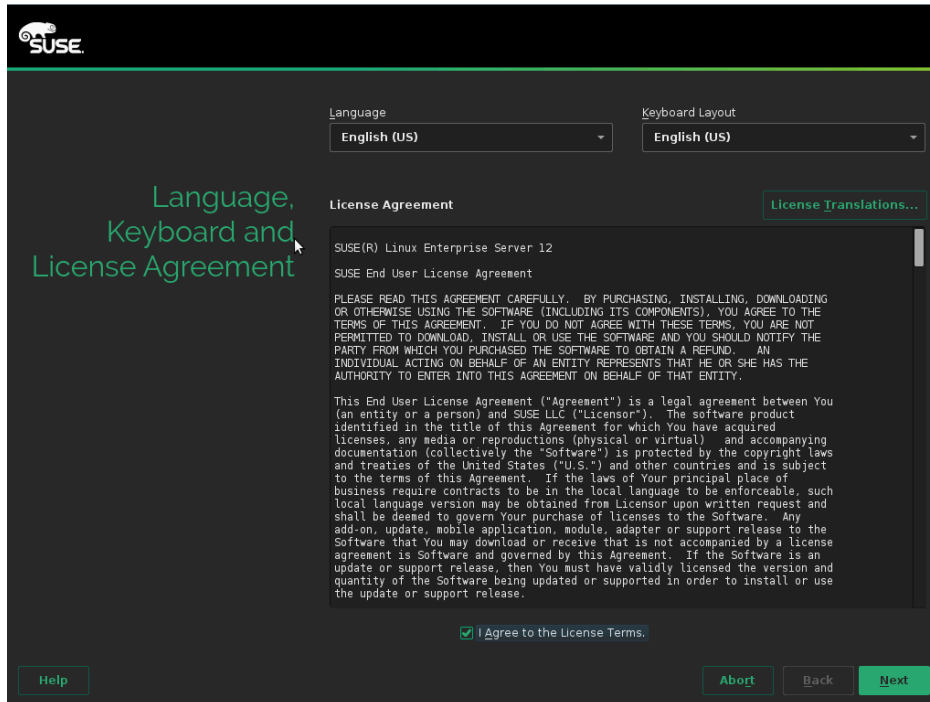 SUSE.
Language
Keyboard Layout
English (US)
English (US)
Language,
Keyboard and
License Agreement
License Agreement
License Translations...
SUSE(R) Linux Enterprise Server 12
SUSE End User License Agreement
PLEASE READ THIS AGREEMENT CAREFULLY.  BY PURCHASING, INSTALLING, DOWNLOADING
OR OTHERWISE USING THE SOFTWARE (INCLUDING ITS COMPONENTS), YOU AGREE TO THE
TERMS OF THIS AGREEMENT.  IF YOU DO NOT AGREE WITH THESE TERMS, YOU ARE NOT
PERMITTED TO DOWNLOAD, INSTALL OR USE THE SOFTWARE AND YOU SHOULD NOTIFY THE
PARTY FROM WHICH YOU PURCHASED THE SOFTWARE TO OBTAIN A REFUND.   AN
INDIVIDUAL ACTING ON BEHALF OF AN ENTITY REPRESENTS THAT HE OR SHE HAS THE
AUTHORITY TO ENTER INTO THIS AGREEMENT ON BEHALF OF THAT ENTITY.
This End User License Agreement ("Agreement") is a legal agreement between You
(an entity or a person) and SUSE LLC ("Licensor").  The software product
identified in the title of this Agreement for which You have acquired
licenses, any media or reproductions (physical or virtual)   and accompanying
documentation (collectively the "Software") is protected by the copyright laws
and treaties of the United States ("U.S.") and other countries and is subject
to the terms of this Agreement.  If the laws of Your principal place of
business require contracts to be in the local language to be enforceable, such
local language version may be obtained from Licensor upon written request and
shall be deemed to govern Your purchase of licenses to the Software.  Any
add-on, update, mobile application, module, adapter or support release to the
Software that You may download or receive that is not accompanied by a license
agreement is Software and governed by this Agreement.  If the Software is an
update or support release, then You must have validly licensed the version and
quantity of the Software being updated or supported in order to install or use
the update or support release.
I Agree to the License Terms.
Help
Abort
Back
Next